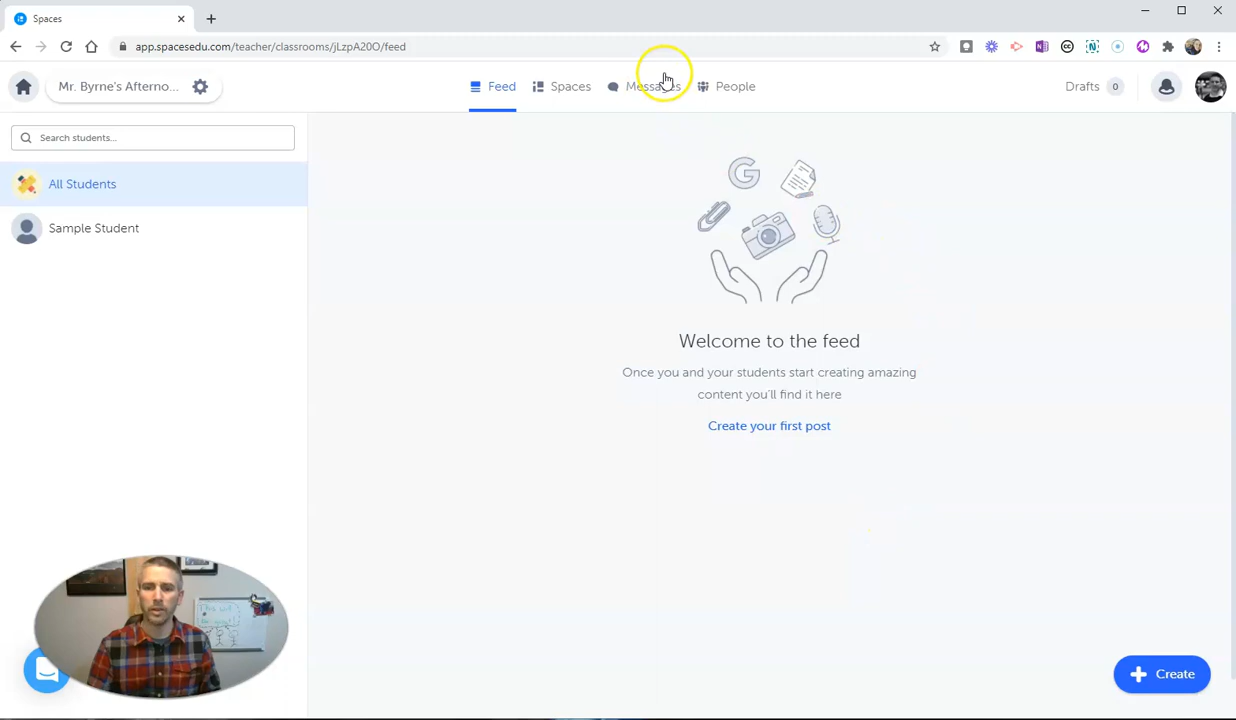 Spaces
app.spacesedu.com/teacher/classrooms/jLzpA20O/feed
Mr. Byrne's Afterno...
Feed
Spaces
Messages
People
Drafts 0
Search students...
All Students
Sample Student
Welcome to the feed
Once you and your students start creating amazing
content you'll find it here
Create your first post
This will
Create